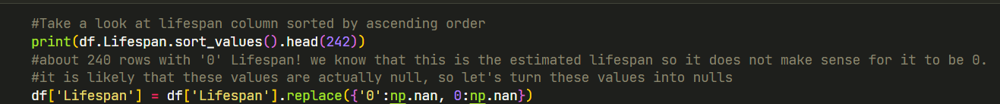 #Take a look at lifespan column sorted by ascending order
print(df.Lifespan.sort_values().head(242))
#about 240 rows with '0' Lifespan! we know that this is the estimated lifespan so it does not make sense for it to be 0.
#it is likely that these values are actually null, so let's turn these values into nulls
df['Lifespan'] = df['Lifespan'].replace({'0':np.nan, 0:np.nan})